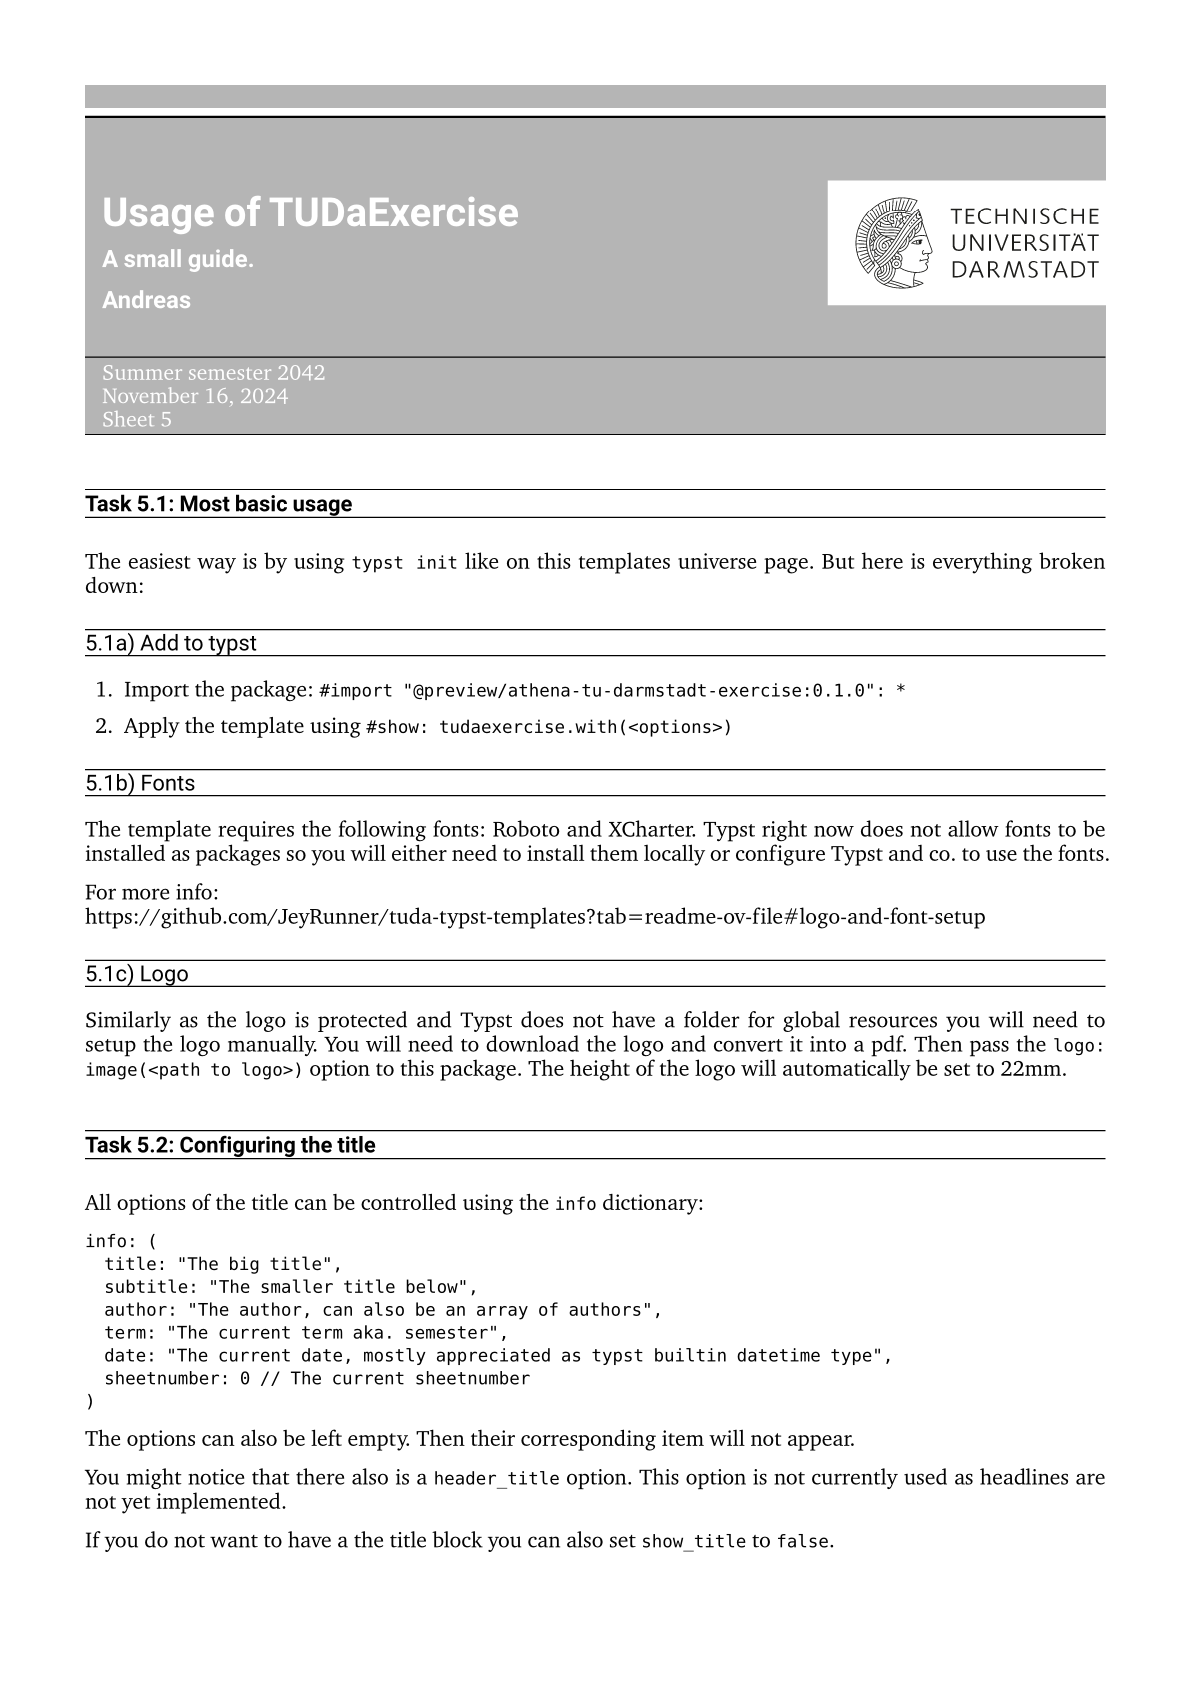 Usage of TUDaExercise
A small guide.
Andreas
TECHNISCHE
UNIVERSITÄT
DARMSTADT
Summer semester 2042
November 16, 2024
Sheet 5
Task 5.1: Most basic usage
The easiest way is by using typst init like on this templates universe page. But here is everything broken
down:
5.1a) Add to typst
1. Import the package: #import "@preview/athena-tu-darmstadt-exercise:0.1.0": *
2. Apply the template using #show: tudaexercise.with(<options>)
5.1b) Fonts
The template requires the following fonts: Roboto and XCharter. Typst right now does not allow fonts to be
installed as packages so you will either need to install them locally or configure Typst and co. to use the fonts.
For more info:
https://github.com/JeyRunner/tuda-typst-templates?tab=readme-ov-file#logo-and-font-setup
5.1c) Logo
Similarly as the logo is protected and Typst does not have a folder for global resources you will need to
setup the logo manually. You will need to download the logo and convert it into a pdf. Then pass the logo:
image(<path to logo>) option to this package. The height of the logo will automatically be set to 22mm.
Task 5.2: Configuring the title
All options of the title can be controlled using the info dictionary:
info: (
  title: "The big title",
  subtitle: "The smaller title below",
  author: "The author, can also be an array of authors",
  term: "The current term aka. semester",
  date: "The current date, mostly appreciated as typst builtin datetime type",
  sheetnumber: 0 // The current sheetnumber
)
The options can also be left empty. Then their corresponding item will not appear.
You might notice that there also is a header_title option. This option is not currently used as headlines are
not yet implemented.
If you do not want to have a the title block you can also set show_title to false.